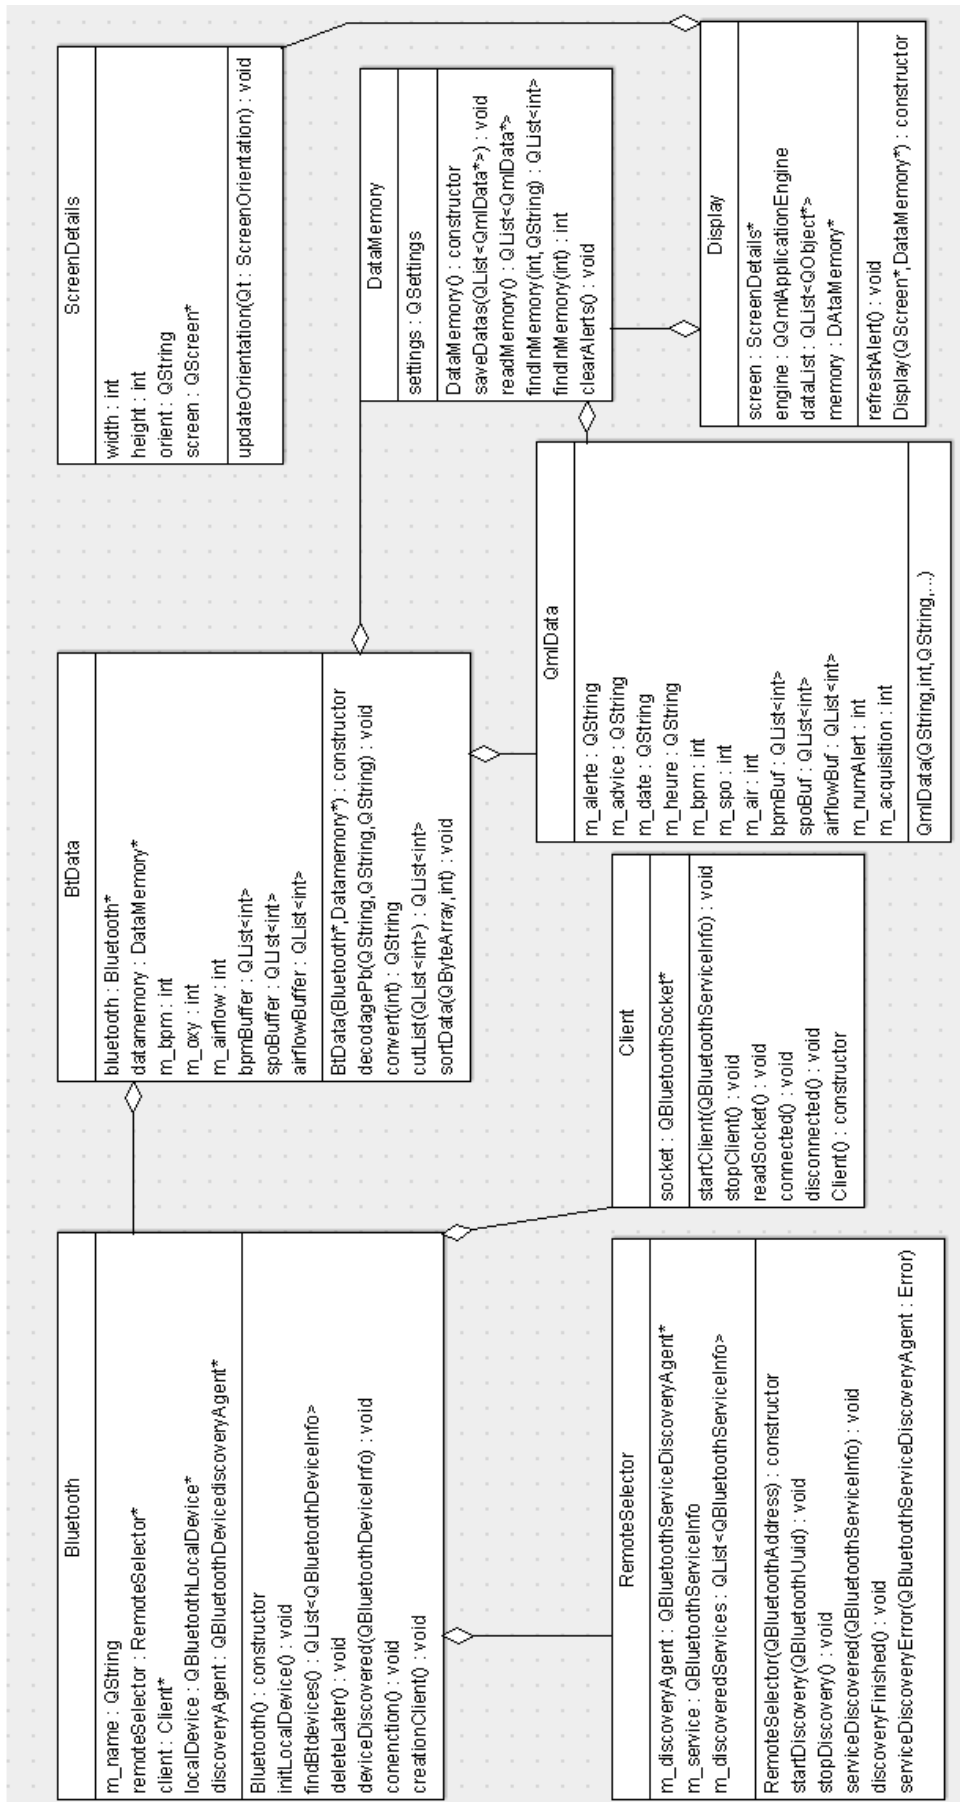 Bluetooth
m_name : QString
remoteSelector : RemoteSelector*
client : Client*
localDevice : QBluetoothLocalDevice*
discoveryAgent : QBluetoothDevicediscoveryAgent*
Bluetooth() : constructor
initLocalDevice() : void
findBtdevices() : QList<QBluetoothDeviceInfo>
deleteLater() : void
deviceDiscovered(QBluetoothDeviceInfo) : void
conenction() : void
creationClient() : void
BtData
bluetooth : Bluetooth*
datamemory : DataMemory*
m_bpm : int
m_oxy : int
m_airflow : int
bpmBuffer : QList<int>
spoBuffer : QList<int>
airflowBuffer : QList<int>
BtData(Bluetooth*,Datamemory*) : constructor
decodagePb(QString,QString,QString) : void
convert(int) : QString
cutList(QList<int>) : QList<int>
sortData(QByteArray,int) : void
ScreenDetails
width : int
height : int
orient : QString
screen : QScreen*
updateOrientation(Qt : ScreenOrientation) : void
DataMemory
settings : QSettings
DataMemory() : constructor
saveDatas(QList<QmlData*>) : void
readMemory() : QList<QmlData*>
findInMemory(int,QString) : QList<int>
findInMemory(int) : int
clearAlerts() : void
RemoteSelector
m_discoveryAgent : QBluetoothServiceDiscoveryAgent*
m_service : QBluetoothServiceInfo
m_discoveredServices : QList<QBluetoothServiceInfo>
RemoteSelector(QBluetoothAddress) : constructor
startDiscovery(QBluetoothUuid) : void
stopDiscovery() : void
serviceDiscovered(QBluetoothServiceInfo) : void
discoveryFinished() : void
serviceDiscoveryError(QBluetoothServiceDiscoveryAgent : Error)
Client
socket : QBluetoothSocket*
startClient(QBluetoothServiceInfo) : void
stopClient() : void
readSocket() : void
connected() : void
disconnected() : void
Client() : constructor
QmlData
m_alerte : QString
m_advice : QString
m_date : QString
m_heure : QString
m_bpm : int
m_spo : int
m_air : int
bpmBuf : QList<int>
spoBuf : QList<int>
airflowBuf : QList<int>
m_numAlert : int
m_acquisition : int
QmlData(QString,int,QString,...)
Display
screen : ScreenDetails*
engine : QQmlApplicationEngine
dataList : QList<QObject*>
memory : DAtaMemory*
refreshAlert() : void
Display(QScreen*,DataMemory*) : constructor